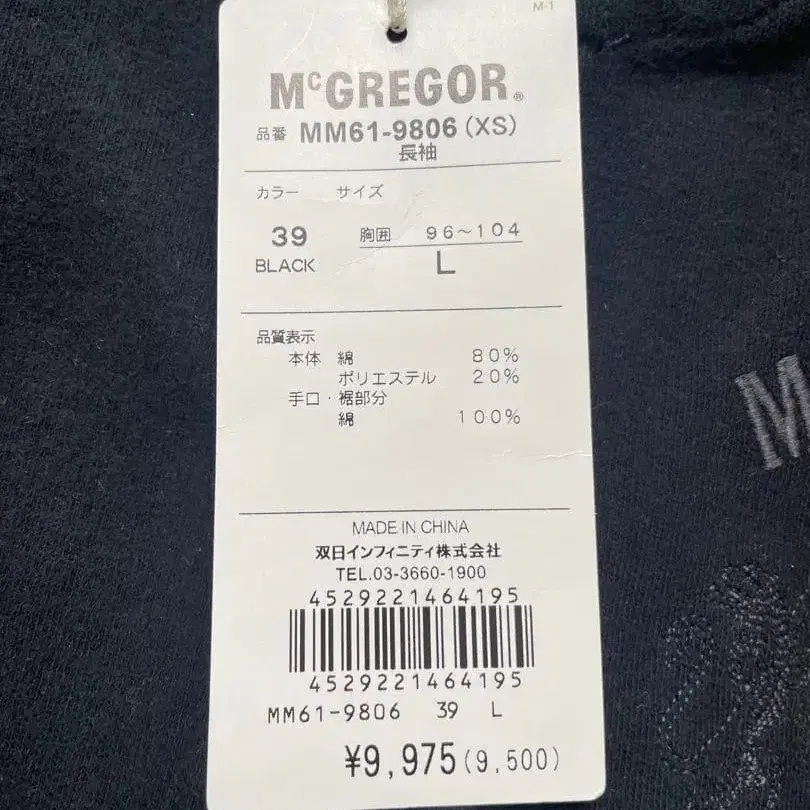 M-1
McGREGOR®
品番 MM61-9806(XS)
長袖
カラー サイズ
39 胸囲 96～104
BLACK L
品質表示
本体 綿 80%
ポリエステル 20%
手口・裾部分
綿 100%
MADE IN CHINA
双日インフィニティ株式会社
TEL.03-3660-1900
4529221464195
4529221464195
MM61-9806 39 L
¥9,975(9,500)
M